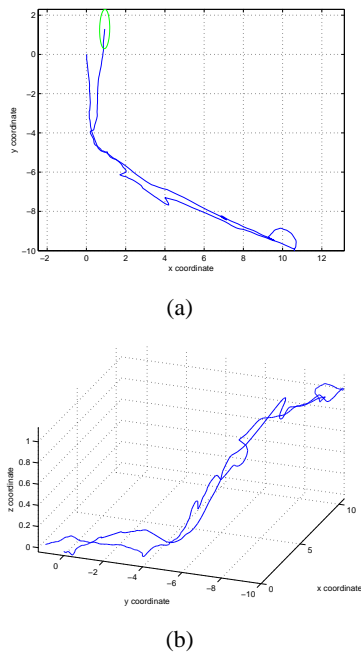 2
0
−2
−4
−6
−8
−10
y coordinate
−2 0 2 4 6 8 10 12
x coordinate
(a)
1
0.8
0.6
0.4
0.2
0
z coordinate
0 −2 −4 −6 −8 −10
y coordinate
0 5 10
x coordinate
(b)